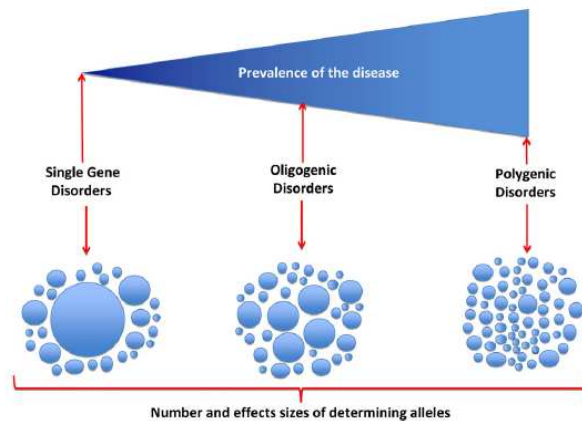 Prevalence of the disease
Single Gene
Disorders
Oligogenic
Disorders
Polygenic
Disorders
Number and effects sizes of determining alleles